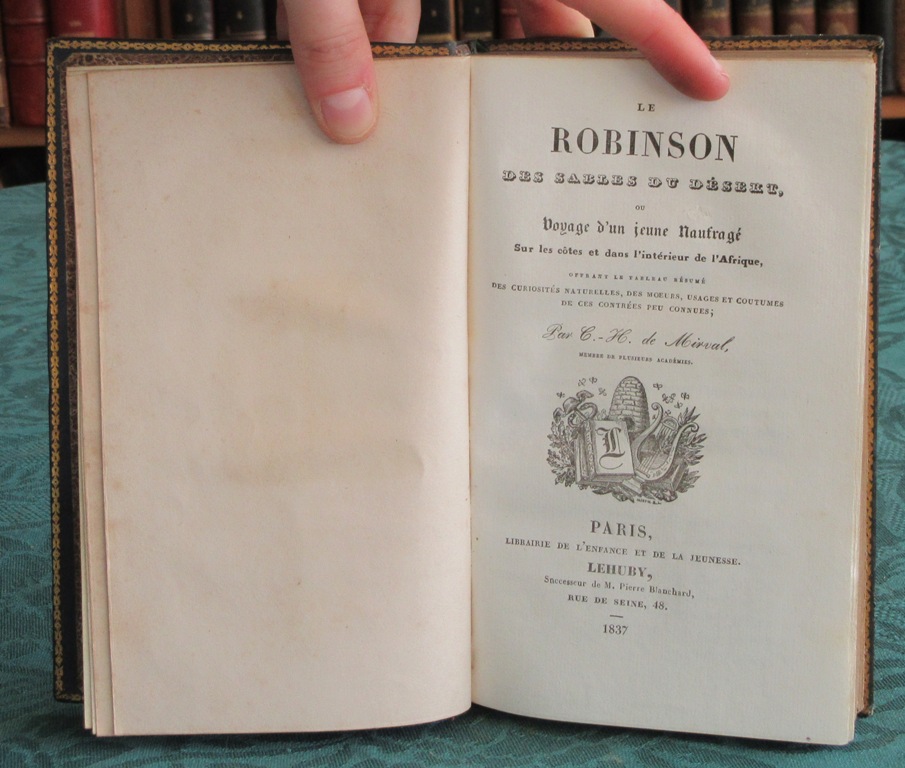 LE
ROBINSON
DES SABLES DU DÉSERT,
OU
Voyage d'un jeune Naufragé
Sur les côtes et dans l'intérieur de l'Afrique,
OFFRANT LE TABLEAU RÉSUMÉ
DES CURIOSITÉS NATURELLES, DES MŒURS, USAGES ET COUTUMES
DE CES CONTRÉES PEU CONNUES;
Par C.-H. de Mirval,
MEMBRE DE PLUSIEURS ACADÉMIES.
L
PARIS,
LIBRAIRIE DE L'ENFANCE ET DE LA JEUNESSE.
LEHUBY,
Successeur de M. Pierre Blanchard,
RUE DE SEINE, 48.
1837